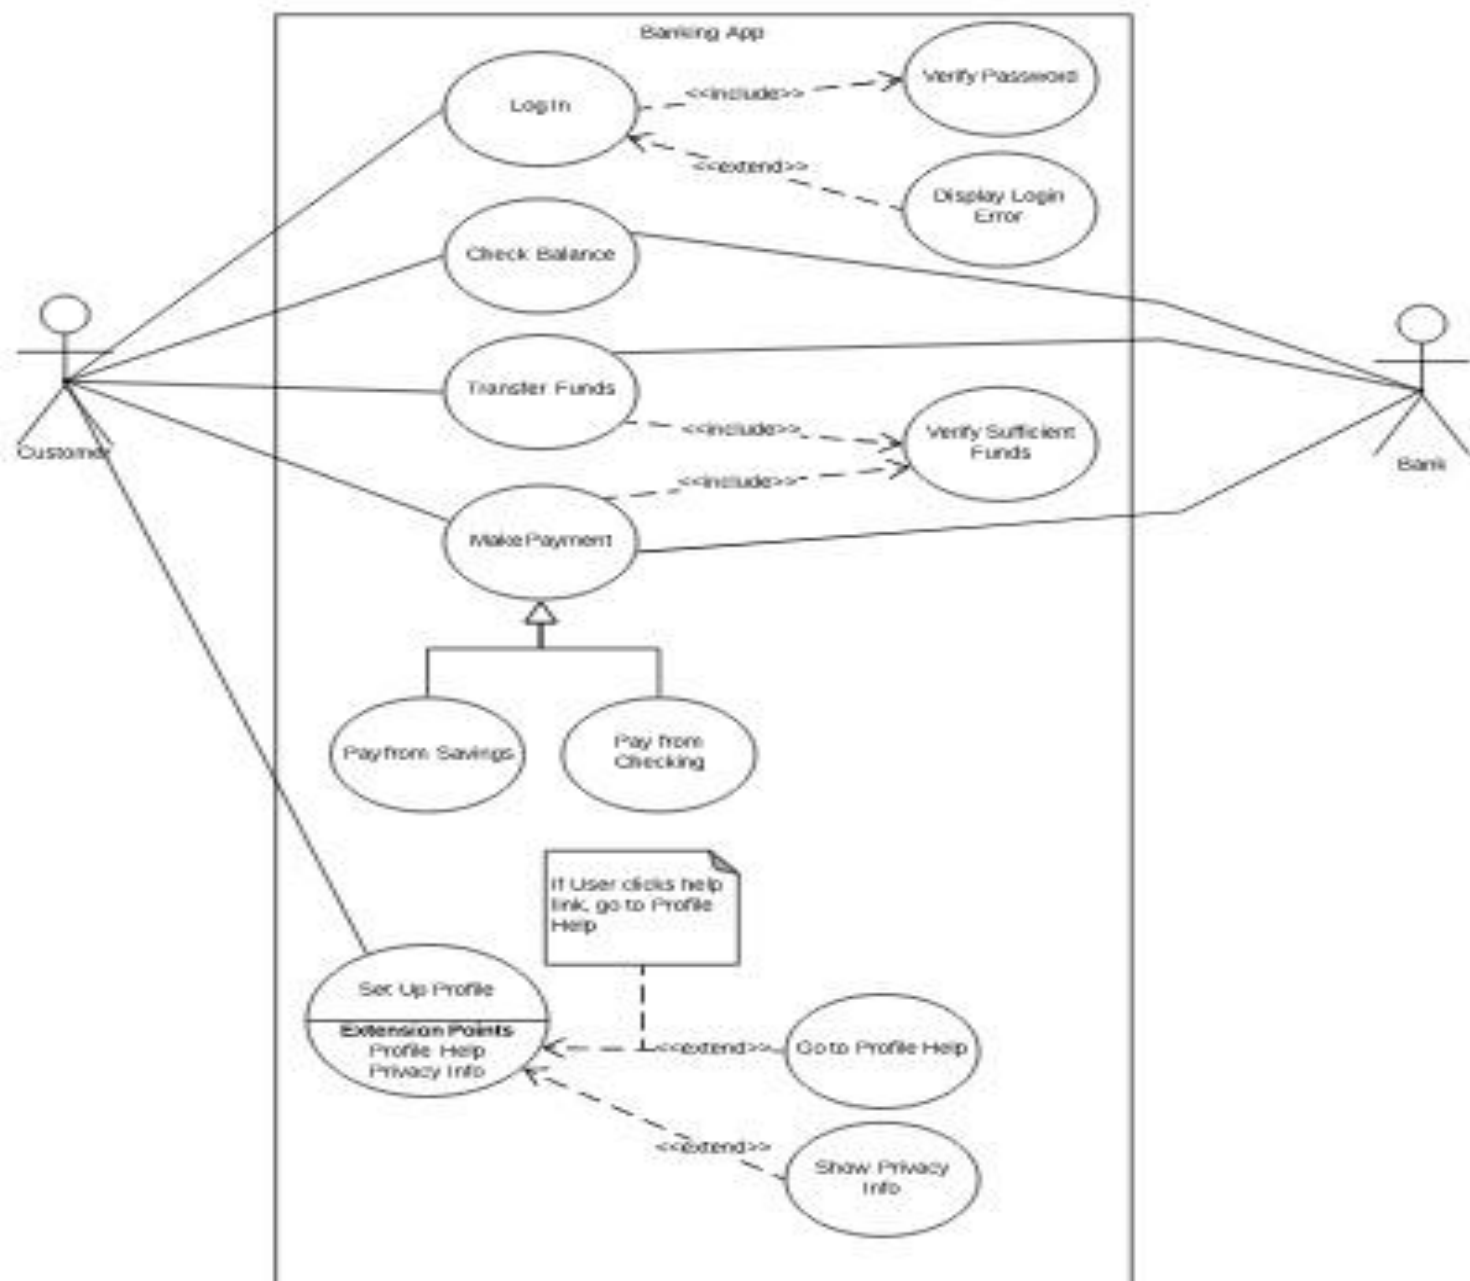 Banking App
Log In
<<include>>
Verify Password
<<extend>>
Display Login
Error
Check Balance
Transfer Funds
<<include>>
Verify Sufficient
Funds
<<include>>
Make Payment
Customer
Bank
Pay from Savings
Pay from
Checking
If User clicks help
link, go to Profile
Help
Set Up Profile
Extension Points
Profile Help
Privacy Info
<<extend>>
Go to Profile Help
<<extend>>
Show Privacy
Info